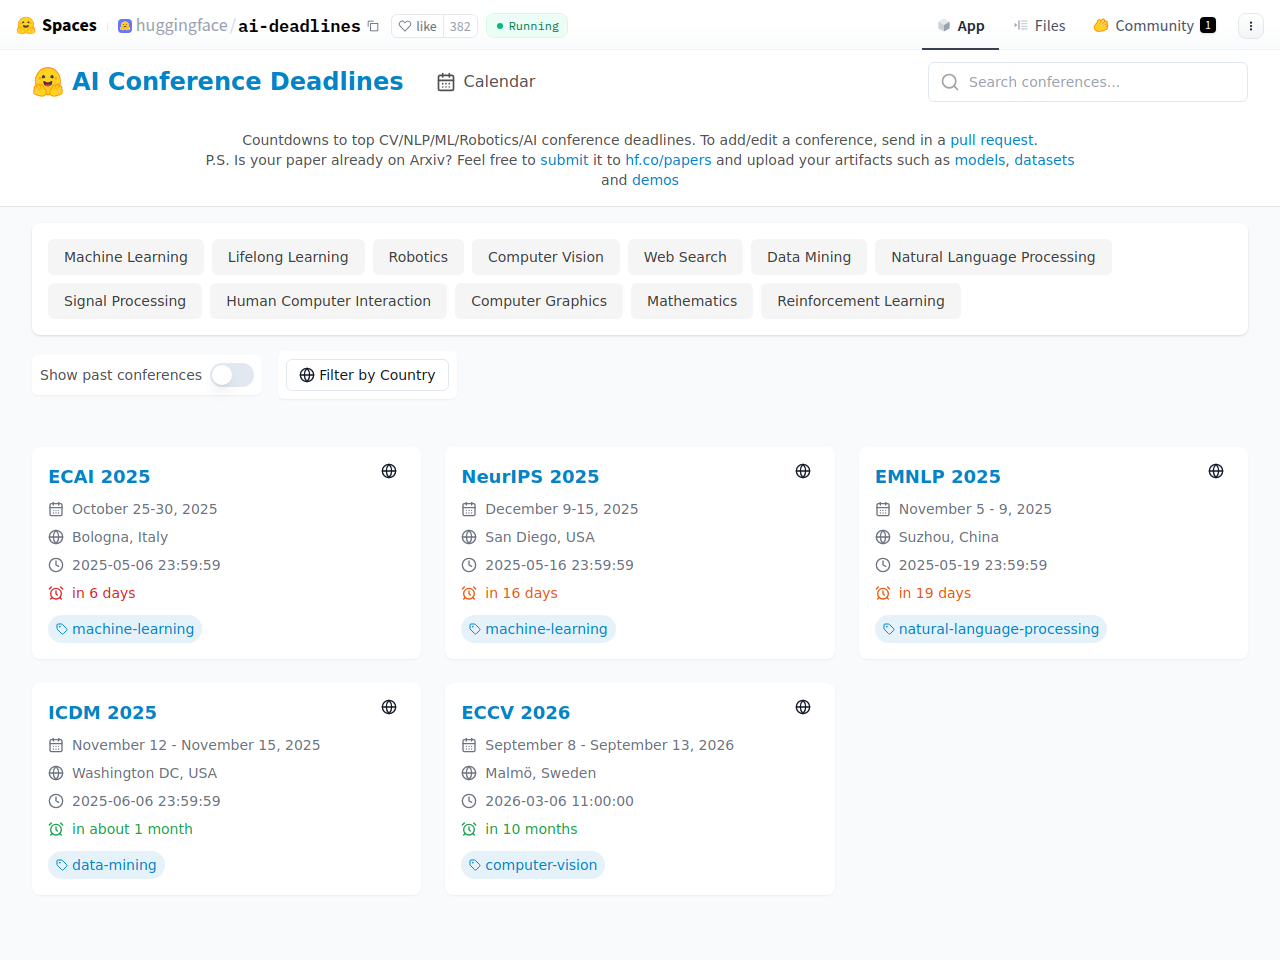 Spaces huggingface/ai-deadlines like 382 Running App Files Community 1
AI Conference Deadlines Calendar Search conferences...
Countdowns to top CV/NLP/ML/Robotics/AI conference deadlines. To add/edit a conference, send in a pull request.
P.S. Is your paper already on Arxiv? Feel free to submit it to hf.co/papers and upload your artifacts such as models, datasets
and demos
Machine Learning Lifelong Learning Robotics Computer Vision Web Search Data Mining Natural Language Processing
Signal Processing Human Computer Interaction Computer Graphics Mathematics Reinforcement Learning
Show past conferences Filter by Country
ECAI 2025
October 25-30, 2025
Bologna, Italy
2025-05-06 23:59:59
in 6 days
machine-learning
NeurIPS 2025
December 9-15, 2025
San Diego, USA
2025-05-16 23:59:59
in 16 days
machine-learning
EMNLP 2025
November 5 - 9, 2025
Suzhou, China
2025-05-19 23:59:59
in 19 days
natural-language-processing
ICDM 2025
November 12 - November 15, 2025
Washington DC, USA
2025-06-06 23:59:59
in about 1 month
data-mining
ECCV 2026
September 8 - September 13, 2026
Malmö, Sweden
2026-03-06 11:00:00
in 10 months
computer-vision